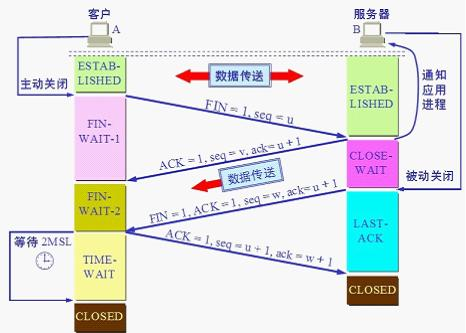 客户
服务器
A
B
ESTAB-
LISHED
数据传送
通知
应用
进程
主动关闭
ESTAB-
LISHED
FIN = 1, seq = u
FIN-
WAIT-1
CLOSE-
WAIT
ACK = 1, seq = v, ack= u + 1
数据传送
被动关闭
FIN-
WAIT-2
FIN = 1, ACK = 1, seq = w, ack= u + 1
LAST-
ACK
等待 2MSL
ACK = 1, seq = u + 1, ack = w + 1
TIME-
WAIT
CLOSED
CLOSED